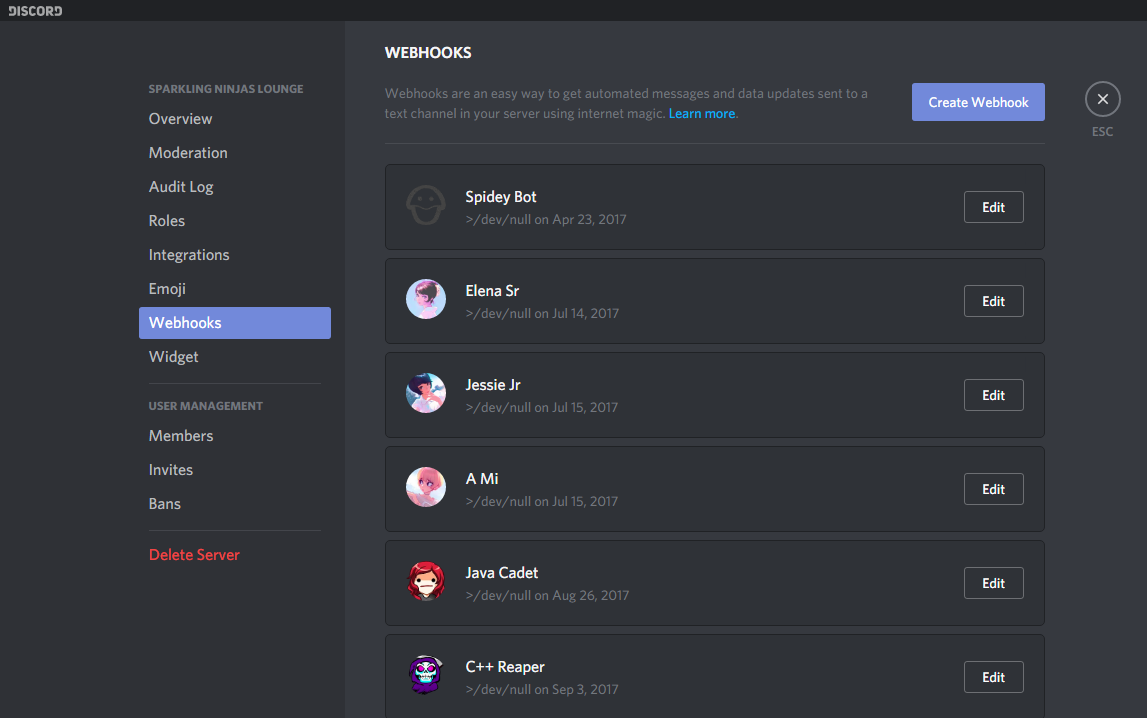 DISCORD
SPARKLING NINJAS LOUNGE
Overview
Moderation
Audit Log
Roles
Integrations
Emoji
Webhooks
Widget
USER MANAGEMENT
Members
Invites
Bans
Delete Server
WEBHOOKS
Webhooks are an easy way to get automated messages and data updates sent to a
text channel in your server using internet magic. Learn more.
Create Webhook
ESC
Spidey Bot
>/dev/null on Apr 23, 2017
Edit
Elena Sr
>/dev/null on Jul 14, 2017
Edit
Jessie Jr
>/dev/null on Jul 15, 2017
Edit
A Mi
>/dev/null on Jul 15, 2017
Edit
Java Cadet
>/dev/null on Aug 26, 2017
Edit
C++ Reaper
>/dev/null on Sep 3, 2017
Edit